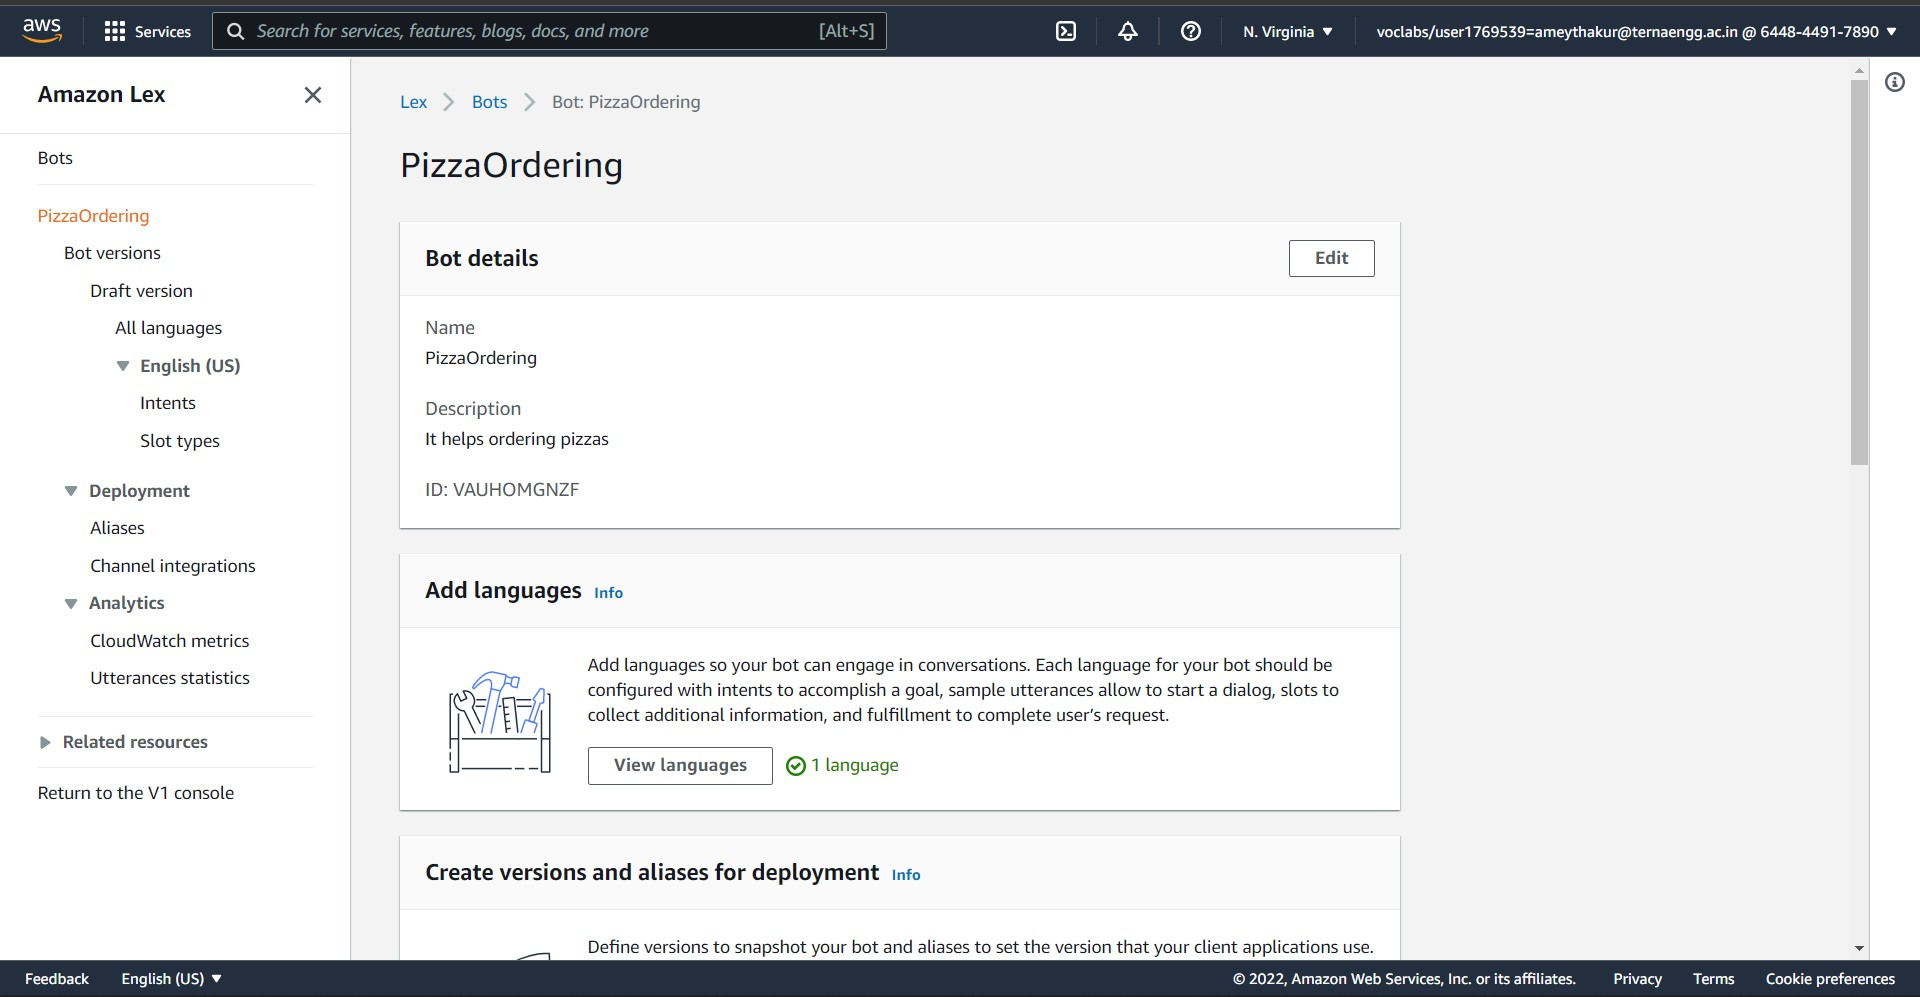 aws
Services
Search for services, features, blogs, docs, and more
[Alt+S]
N. Virginia
voclabs/user1769539=ameythakur@ternaengg.ac.in @ 6448-4491-7890
Amazon Lex
Bots
PizzaOrdering
Bot versions
Draft version
All languages
English (US)
Intents
Slot types
Deployment
Aliases
Channel integrations
Analytics
CloudWatch metrics
Utterances statistics
Related resources
Return to the V1 console
Lex
Bots
Bot: PizzaOrdering
PizzaOrdering
Bot details
Edit
Name
PizzaOrdering
Description
It helps ordering pizzas
ID: VAUHOMGNZF
Add languages Info
Add languages so your bot can engage in conversations. Each language for your bot should be
configured with intents to accomplish a goal, sample utterances allow to start a dialog, slots to
collect additional information, and fulfillment to complete user’s request.
View languages
1 language
Create versions and aliases for deployment Info
Define versions to snapshot your bot and aliases to set the version that your client applications use.
Feedback
English (US)
© 2022, Amazon Web Services, Inc. or its affiliates.
Privacy
Terms
Cookie preferences